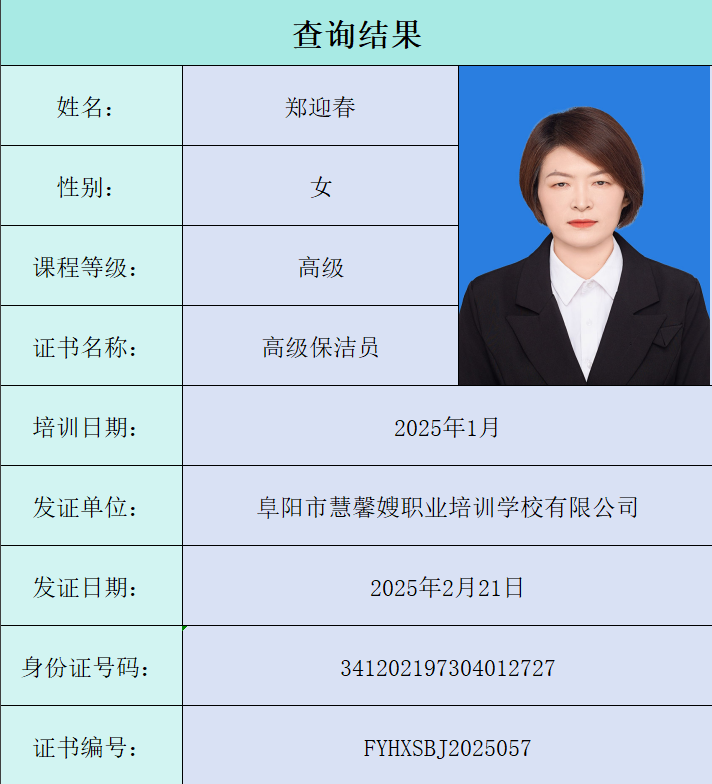 查询结果
姓名： 郑迎春
性别： 女
课程等级： 高级
证书名称： 高级保洁员
培训日期： 2025年1月
发证单位： 阜阳市慧馨嫂职业培训学校有限公司
发证日期： 2025年2月21日
身份证号码： 341202197304012727
证书编号： FYHXSBJ2025057